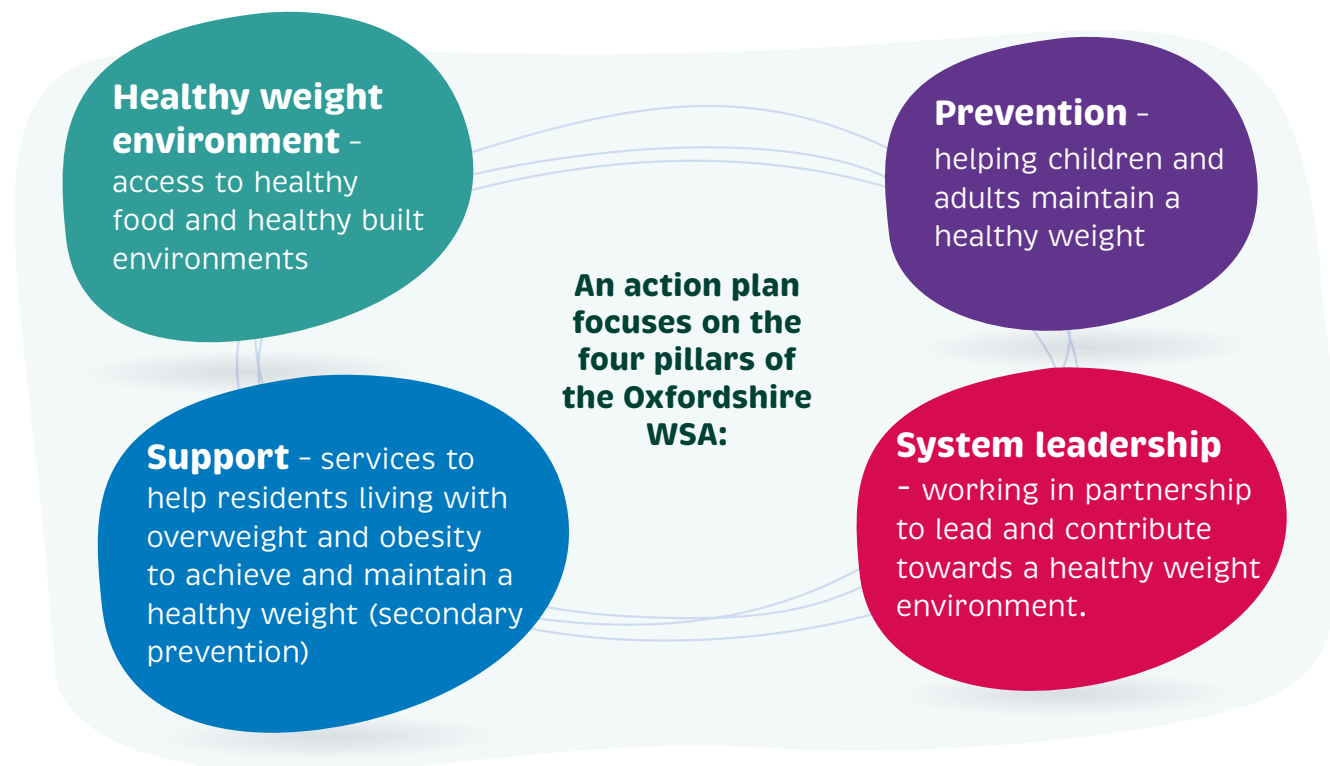 Healthy weight
environment -
access to healthy
food and healthy built
environments
Prevention -
helping children and
adults maintain a
healthy weight
An action plan
focuses on the
four pillars of
the Oxfordshire
WSA:
Support - services to
help residents living with
overweight and obesity
to achieve and maintain a
healthy weight (secondary
prevention)
System leadership
- working in partnership
to lead and contribute
towards a healthy weight
environment.